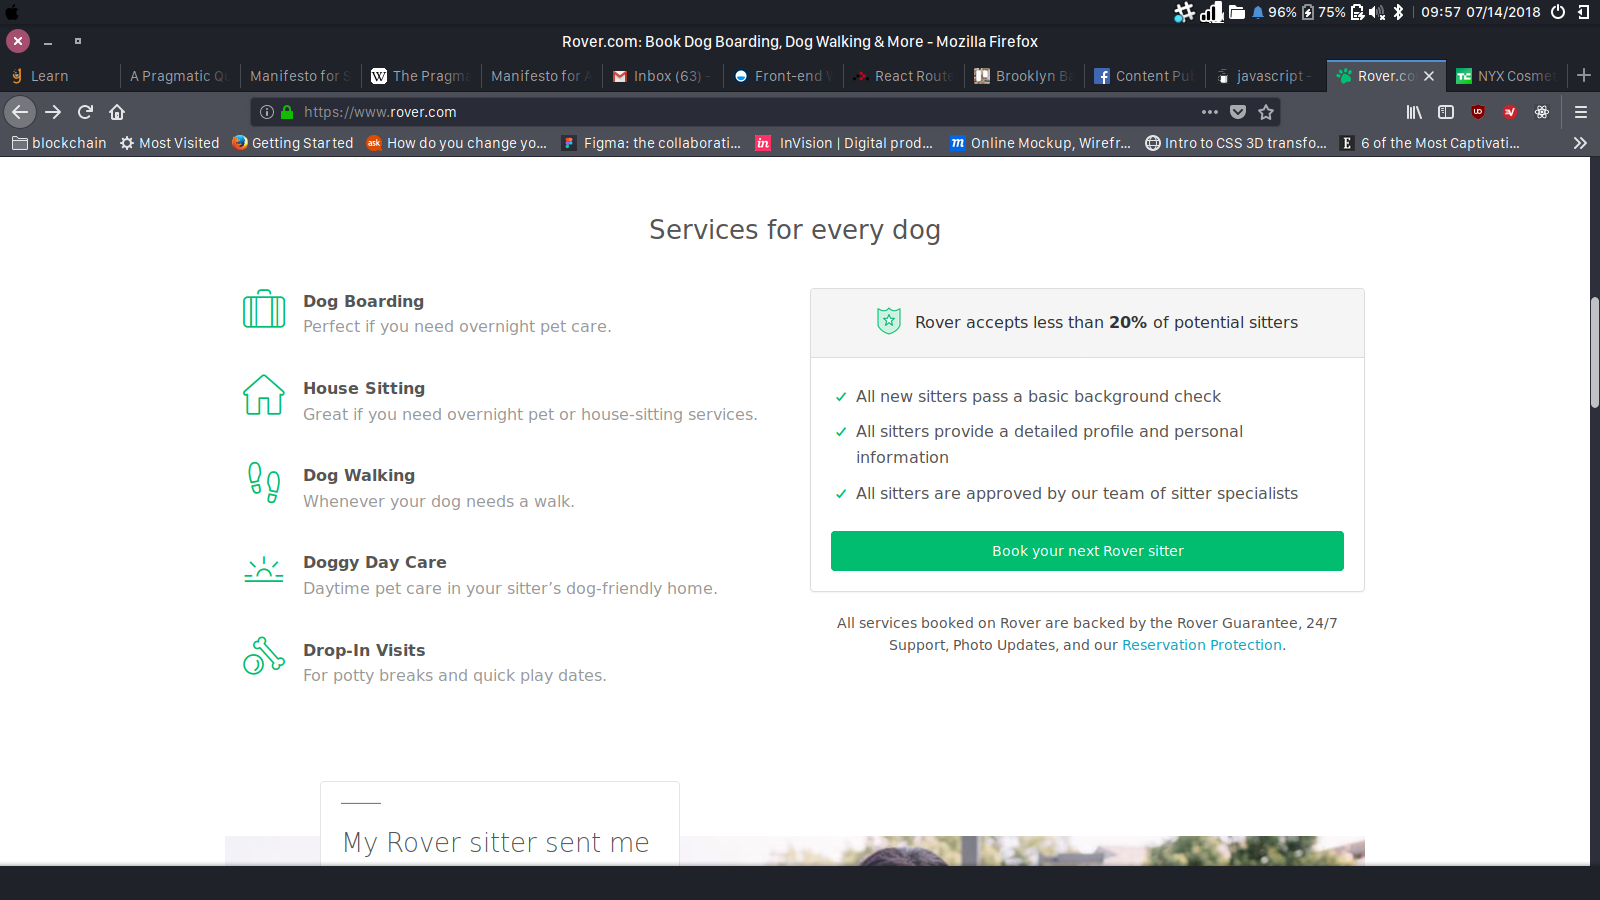 96% 75% 09:57 07/14/2018
Rover.com: Book Dog Boarding, Dog Walking & More - Mozilla Firefox
Learn A Pragmatic Manifesto for The Pragma Manifesto for Inbox (63) - Front-end React Route Brooklyn Content Pu javascript - Rover.co NYX Cosmet
https://www.rover.com
blockchain Most Visited Getting Started How do you change yo... Figma: the collaborati... InVision | Digital prod... Online Mockup, Wirefr... Intro to CSS 3D transfo... 6 of the Most Captivati...
Services for every dog
Dog Boarding
Perfect if you need overnight pet care.
House Sitting
Great if you need overnight pet or house-sitting services.
Dog Walking
Whenever your dog needs a walk.
Doggy Day Care
Daytime pet care in your sitter’s dog-friendly home.
Drop-In Visits
For potty breaks and quick play dates.
Rover accepts less than 20% of potential sitters
All new sitters pass a basic background check
All sitters provide a detailed profile and personal
information
All sitters are approved by our team of sitter specialists
Book your next Rover sitter
All services booked on Rover are backed by the Rover Guarantee, 24/7
Support, Photo Updates, and our Reservation Protection.
My Rover sitter sent me